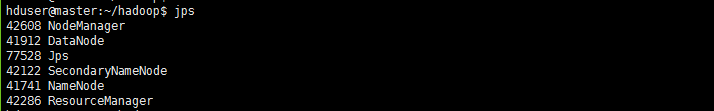 hduser@master:~/hadoop$ jps
42608 NodeManager
41912 DataNode
77528 Jps
42122 SecondaryNameNode
41741 NameNode
42286 ResourceManager